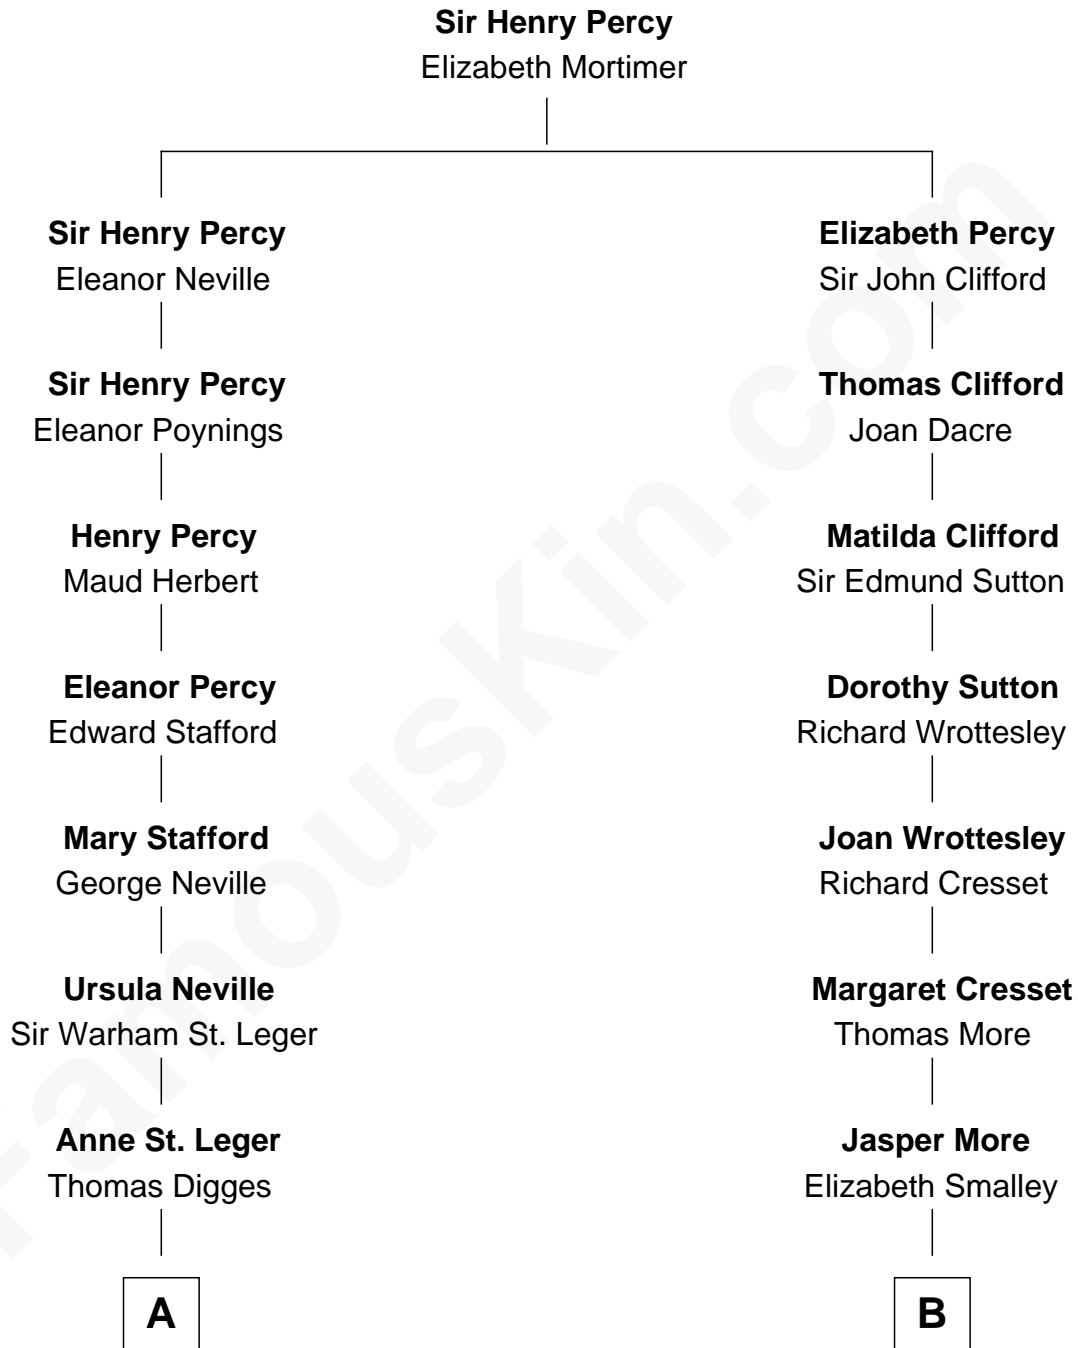 Sir Henry Percy
Elizabeth Mortimer
Sir Henry Percy
Eleanor Neville
Sir Henry Percy
Eleanor Poynings
Henry Percy
Maud Herbert
Eleanor Percy
Edward Stafford
Mary Stafford
George Neville
Ursula Neville
Sir Warham St. Leger
Anne St. Leger
Thomas Digges
A
Elizabeth Percy
Sir John Clifford
Thomas Clifford
Joan Dacre
Matilda Clifford
Sir Edmund Sutton
Dorothy Sutton
Richard Wrottesley
Joan Wrottesley
Richard Cresset
Margaret Cresset
Thomas More
Jasper More
Elizabeth Smalley
B
FamousKin.com